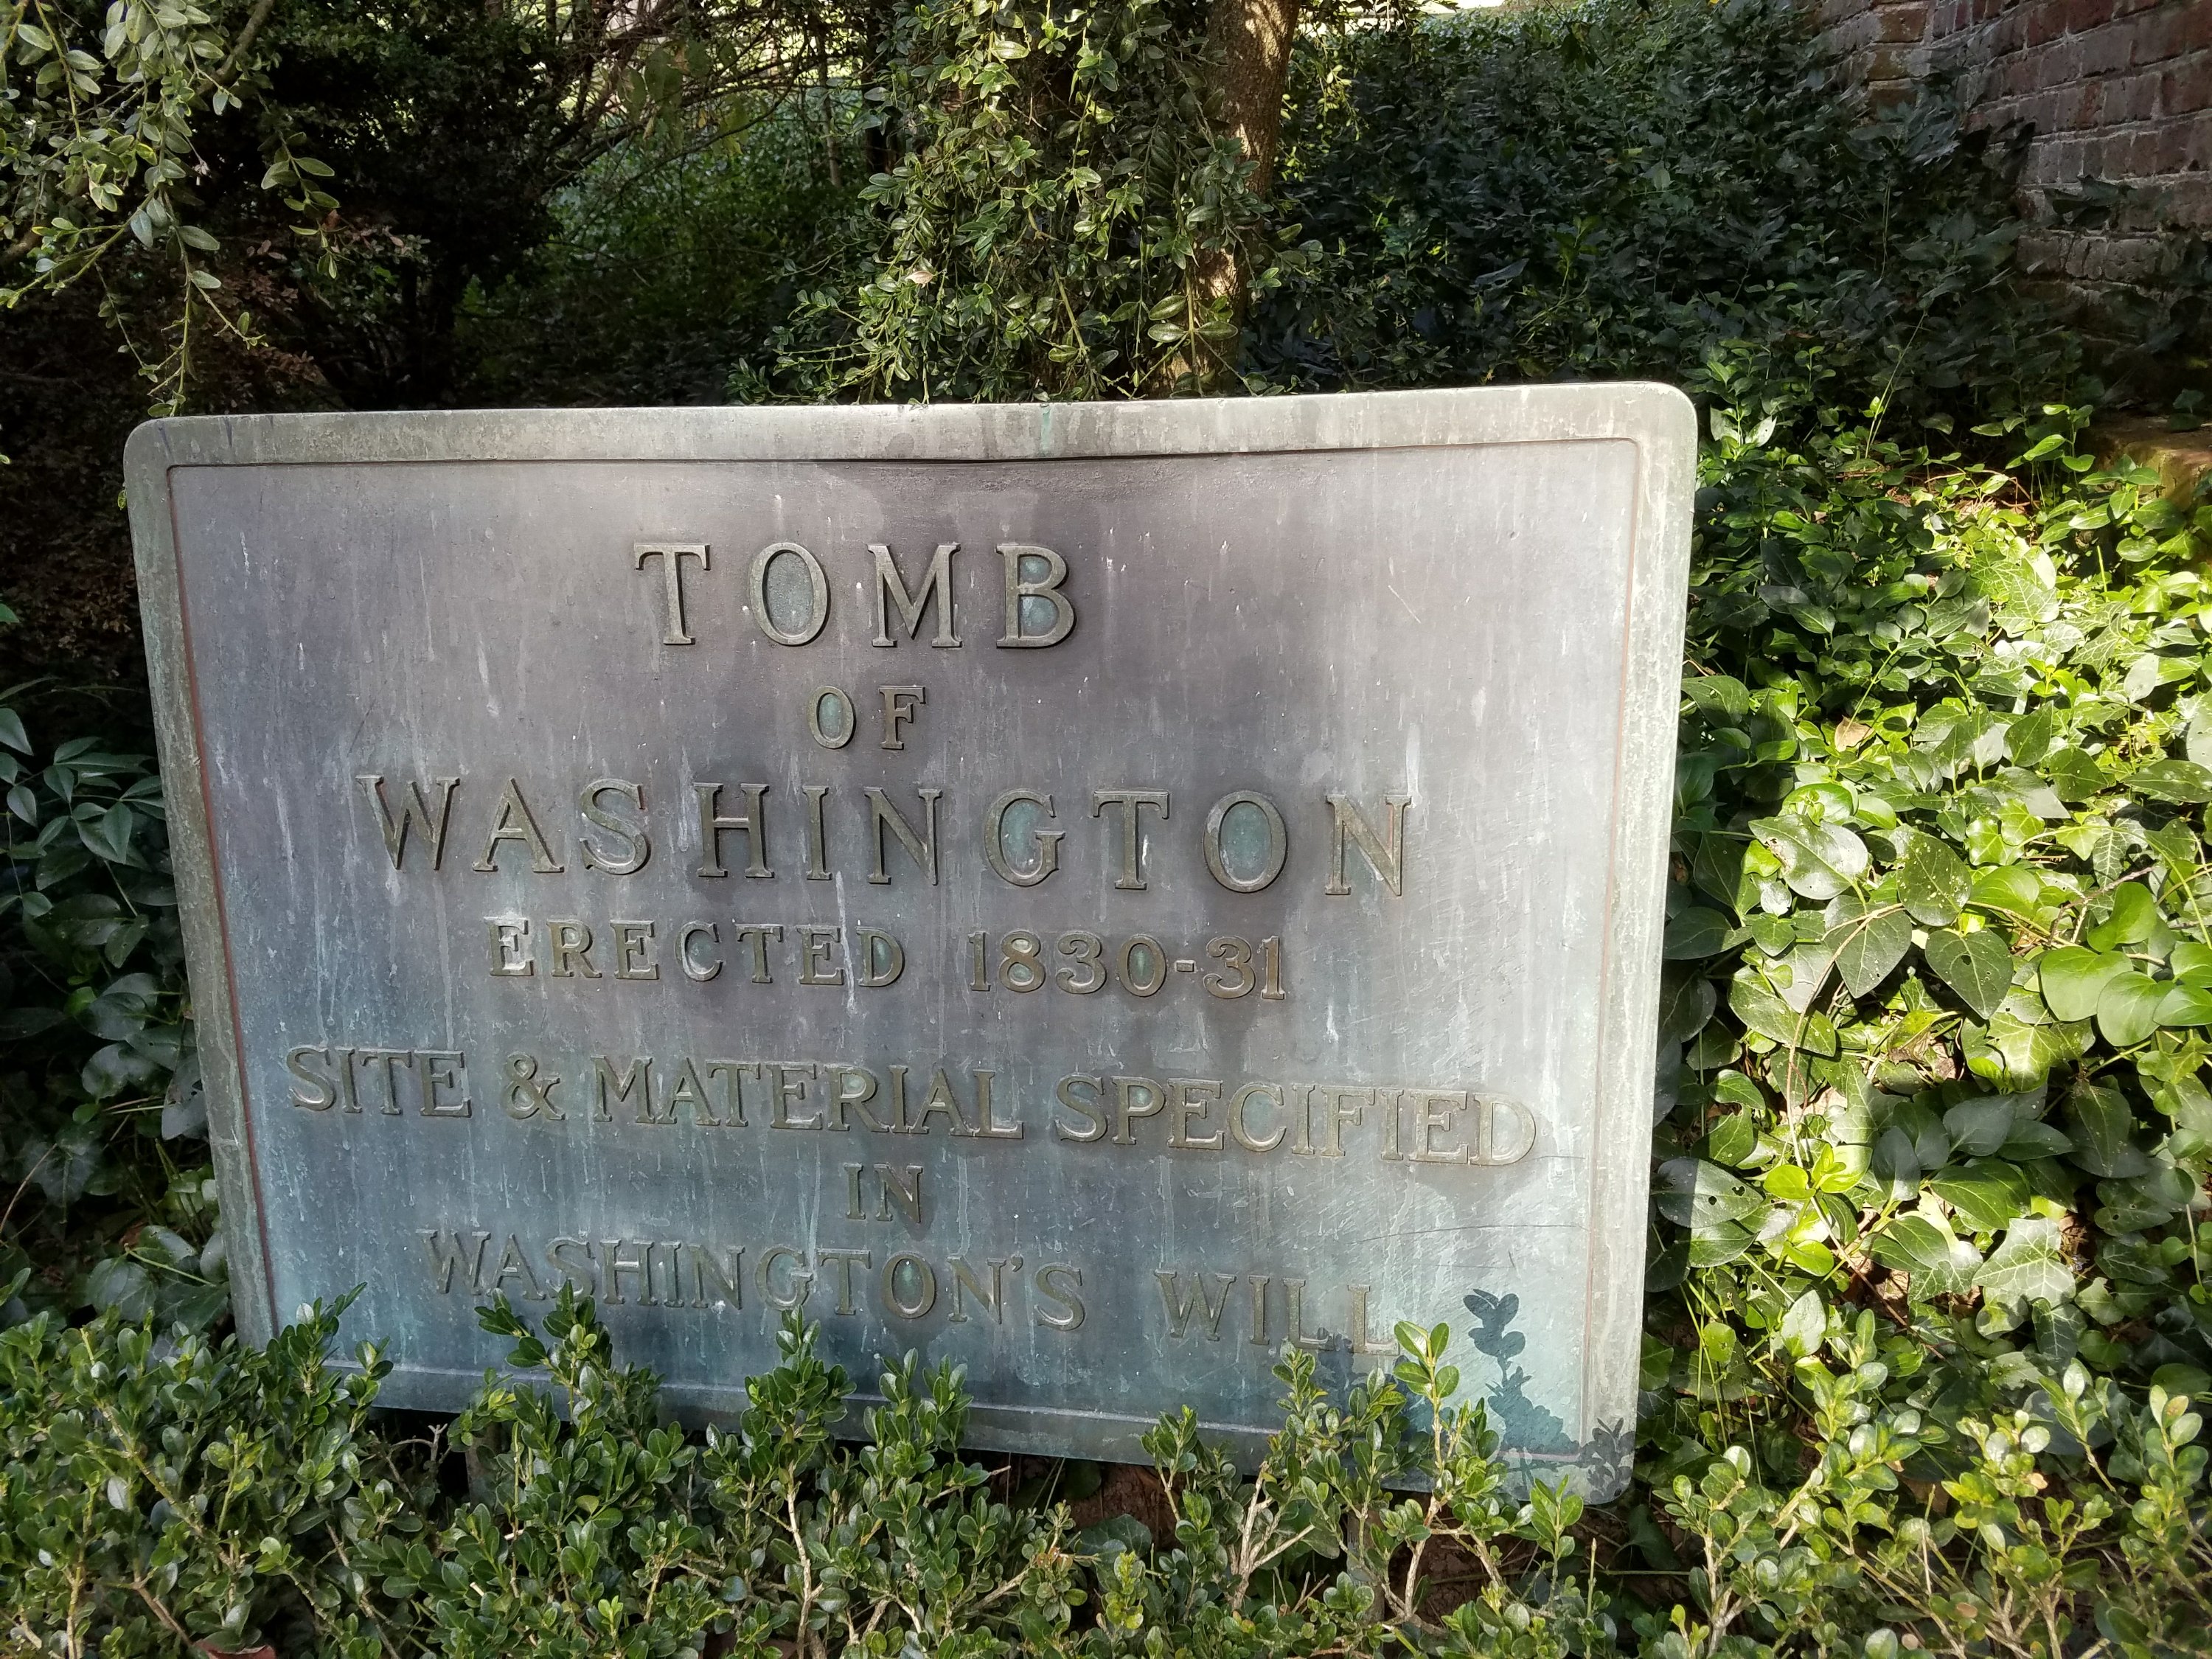 TOMB
OF
WASHINGTON
ERECTED 1830-31
SITE & MATERIAL SPECIFIED
IN
WASHINGTON'S WILL